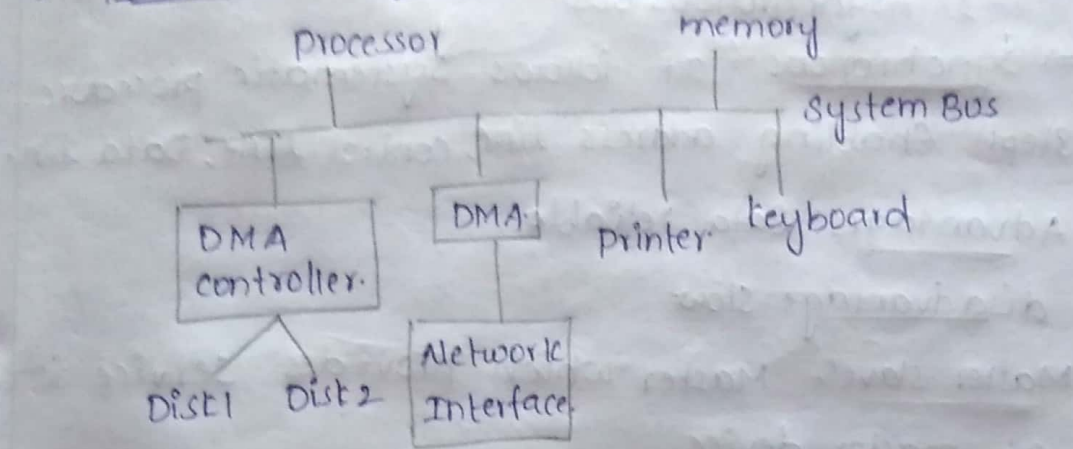 processor
memory
system Bus
DMA
controller.
DMA.
printer.
keyboard
Disk1
Disk 2
Network
Interface.